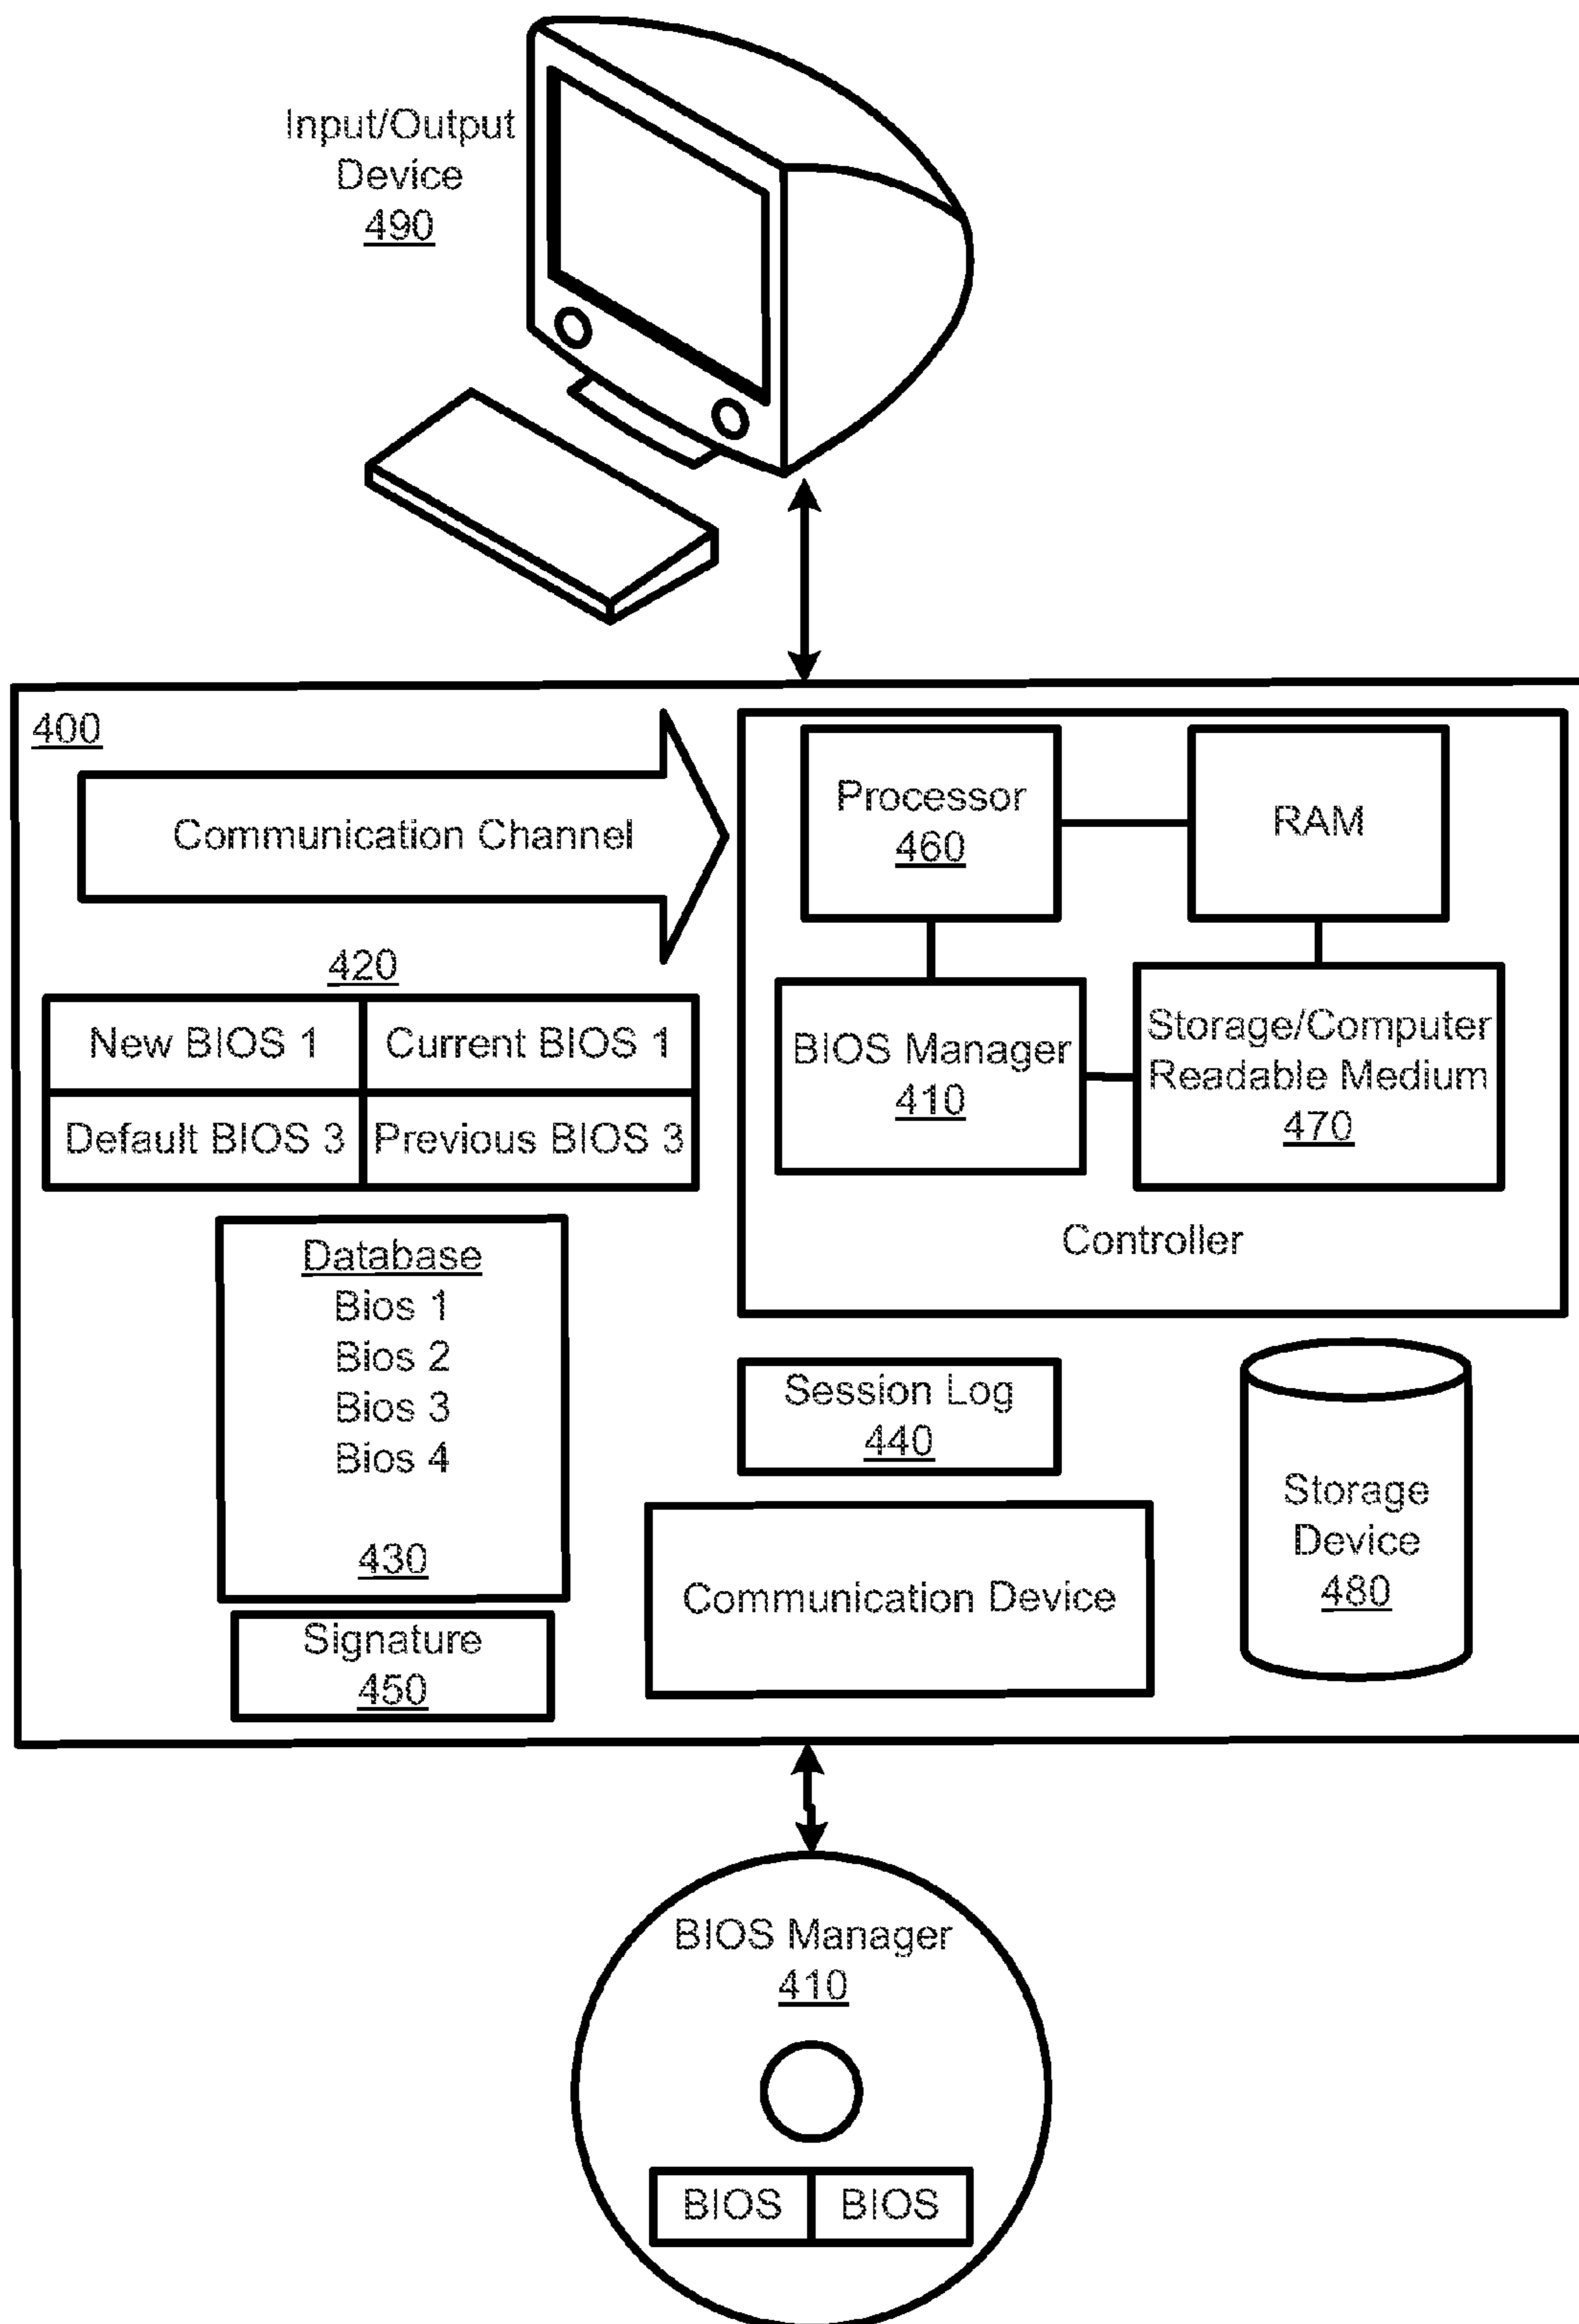 Input/Output
Device
490
400
Communication Channel
Processor
460
RAM
420
New BIOS 1
Current BIOS 1
Default BIOS 3
Previous BIOS 3
BIOS Manager
410
Storage/Computer
Readable Medium
470
Controller
Database
Bios 1
Bios 2
Bios 3
Bios 4
430
Signature
450
Session Log
440
Communication Device
Storage
Device
480
BIOS Manager
410
BIOS
BIOS